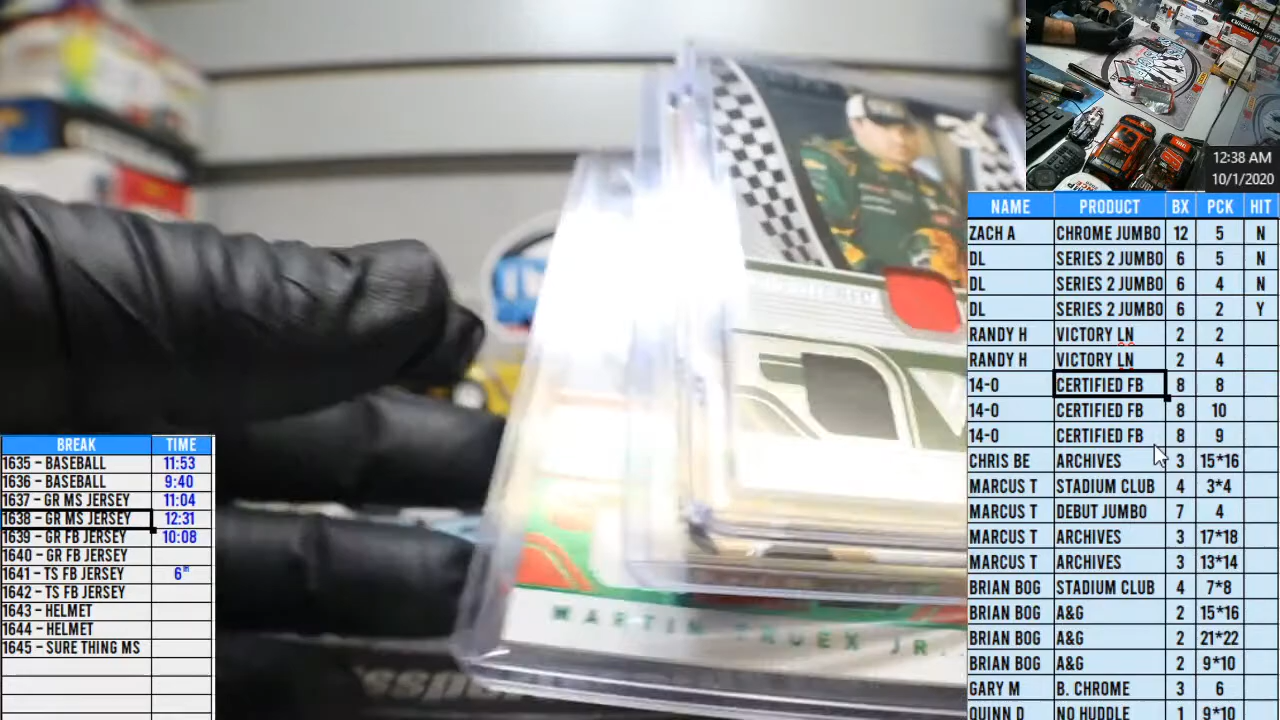 12:38 AM
10/1/2020
NAME PRODUCT BX PCK HIT
ZACH A CHROME JUMBO 12 5 N
DL SERIES 2 JUMBO 6 5 N
DL SERIES 2 JUMBO 6 4 N
DL SERIES 2 JUMBO 6 2 Y
RANDY H VICTORY LN 2 2
RANDY H VICTORY LN 2 4
14-0 CERTIFIED FB 8 8
14-0 CERTIFIED FB 8 10
14-0 CERTIFIED FB 8 9
CHRIS BE ARCHIVES 3 15*16
MARCUS T STADIUM CLUB 4 3*4
MARCUS T DEBUT JUMBO 7 4
MARCUS T ARCHIVES 3 17*18
MARCUS T ARCHIVES 3 13*14
BRIAN BOG STADIUM CLUB 4 7*8
BRIAN BOG A&G 2 15*16
BRIAN BOG A&G 2 21*22
BRIAN BOG A&G 2 9*10
GARY M B. CHROME 3 6
QUINN D NO HUDDLE 1 9*10
BREAK TIME
1635 - BASEBALL 11:53
1636 - BASEBALL 9:40
1637 - GR MS JERSEY 11:04
1638 - GR MS JERSEY 12:31
1639 - GR FB JERSEY 10:08
1640 - GR FB JERSEY
1641 - TS FB JERSEY 6TH
1642 - TS FB JERSEY
1643 - HELMET
1644 - HELMET
1645 - SURE THING MS
MARTIN TRUEX JR.